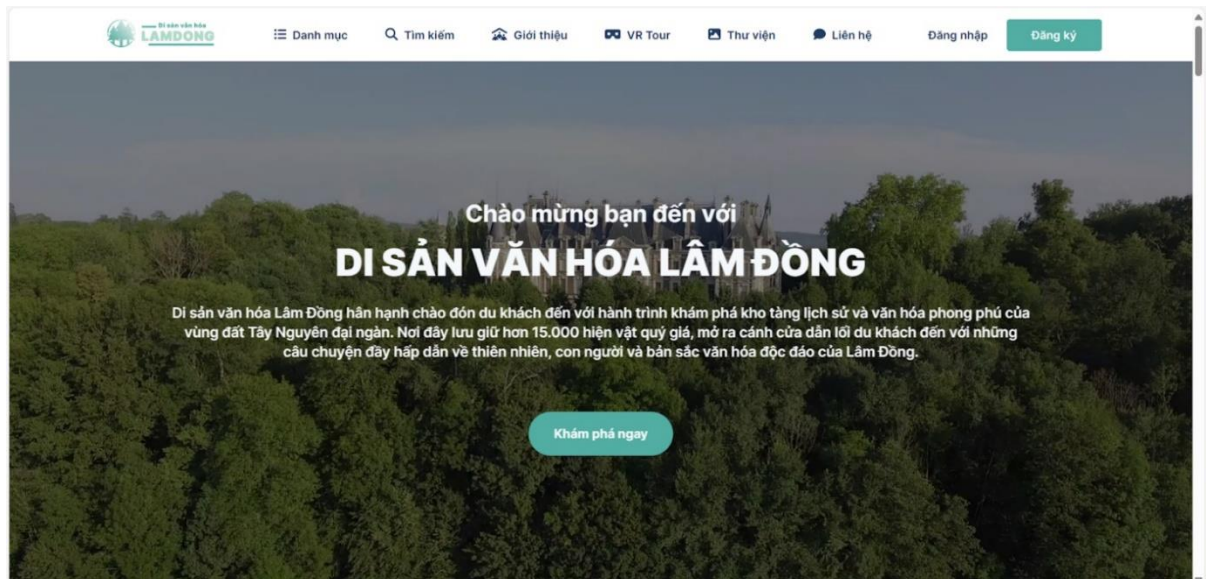 Di sản văn hóa
LAMDONG
Danh mục
Tìm kiếm
Giới thiệu
VR Tour
Thư viện
Liên hệ
Đăng nhập
Đăng ký
Chào mừng bạn đến với
DI SẢN VĂN HÓA LÂM ĐỒNG
Di sản văn hóa Lâm Đồng hân hạnh chào đón du khách đến với hành trình khám phá kho tàng lịch sử và văn hóa phong phú của
vùng đất Tây Nguyên đại ngàn. Nơi đây lưu giữ hơn 15.000 hiện vật quý giá, mở ra cánh cửa dẫn lối du khách đến với những
câu chuyện đầy hấp dẫn về thiên nhiên, con người và bản sắc văn hóa độc đáo của Lâm Đồng.
Khám phá ngay